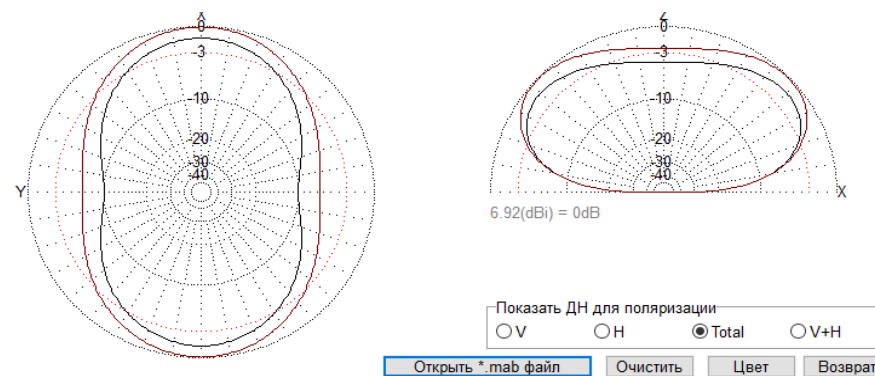 X
0
-3
-10
-20
-30
-40
Y
Z
0
-3
-10
-20
-30
-40
X
6.92(dBi) = 0dB
Показать ДН для поляризации
V H Total V+H
Открыть *.mab файл Очистить Цвет Возврат